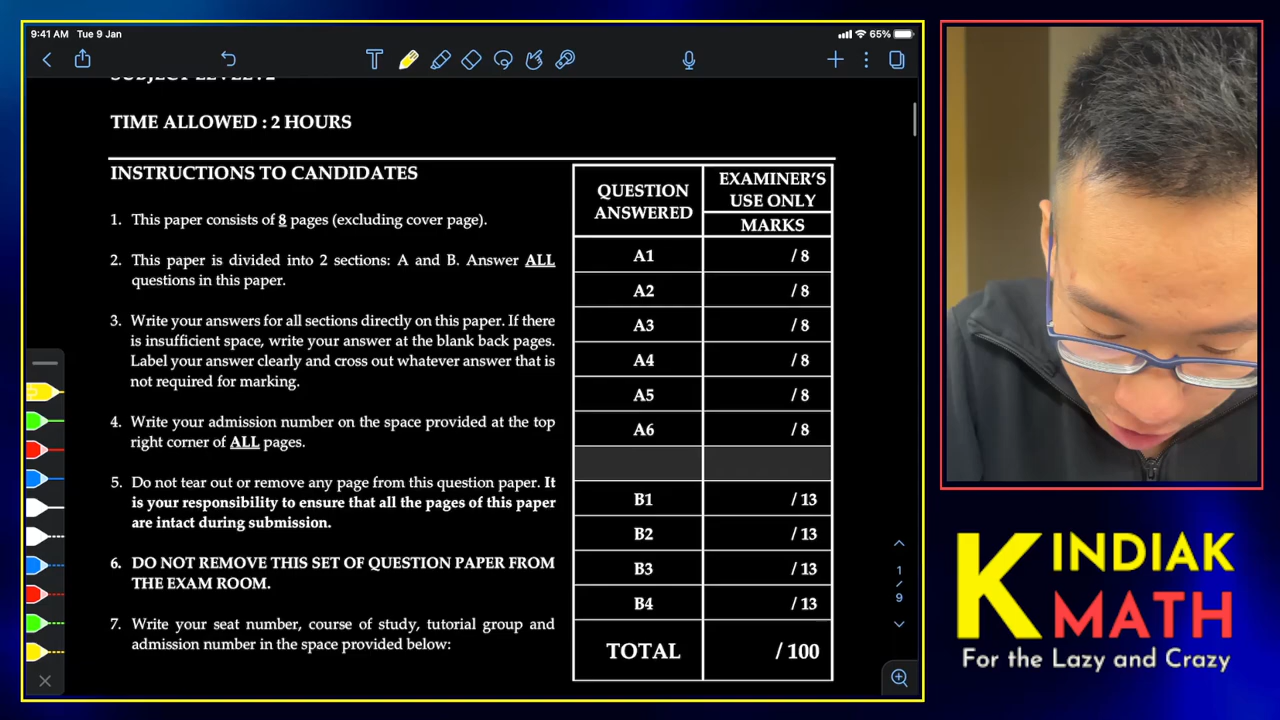 9:41 AM Tue 9 Jan
65%
TIME ALLOWED : 2 HOURS
INSTRUCTIONS TO CANDIDATES
1. This paper consists of 8 pages (excluding cover page).
2. This paper is divided into 2 sections: A and B. Answer ALL
questions in this paper.
3. Write your answers for all sections directly on this paper. If there
is insufficient space, write your answer at the blank back pages.
Label your answer clearly and cross out whatever answer that is
not required for marking.
4. Write your admission number on the space provided at the top
right corner of ALL pages.
5. Do not tear out or remove any page from this question paper. It
is your responsibility to ensure that all the pages of this paper
are intact during submission.
6. DO NOT REMOVE THIS SET OF QUESTION PAPER FROM
THE EXAM ROOM.
7. Write your seat number, course of study, tutorial group and
admission number in the space provided below:
QUESTION
ANSWERED
EXAMINER'S
USE ONLY
MARKS
A1 / 8
A2 / 8
A3 / 8
A4 / 8
A5 / 8
A6 / 8
B1 / 13
B2 / 13
B3 / 13
B4 / 13
TOTAL / 100
1
/
9
KINDIAK
MATH
For the Lazy and Crazy